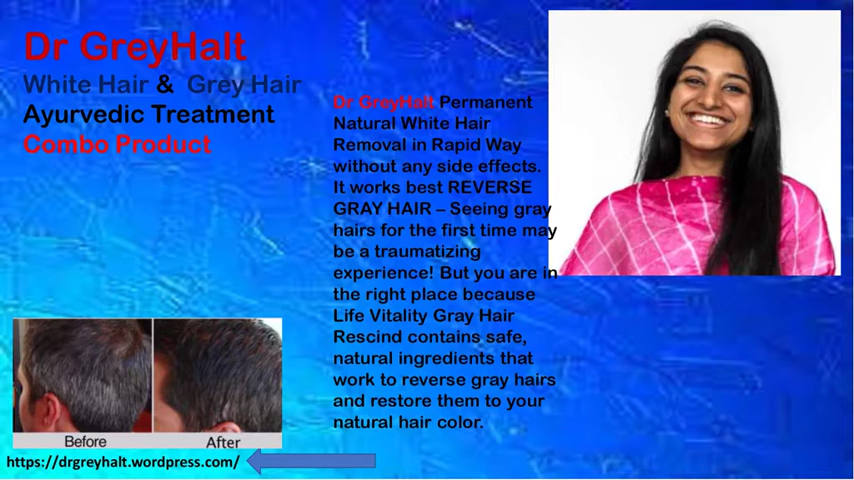 Dr GreyHalt
White Hair & Grey Hair
Ayurvedic Treatment
Combo Product
Dr GreyHalt Permanent
Natural White Hair
Removal in Rapid Way
without any side effects.
It works best REVERSE
GRAY HAIR – Seeing gray
hairs for the first time may
be a traumatizing
experience! But you are in
the right place because
Life Vitality Gray Hair
Rescind contains safe,
natural ingredients that
work to reverse gray hairs
and restore them to your
natural hair color.
Before
After
https://drgreyhalt.wordpress.com/